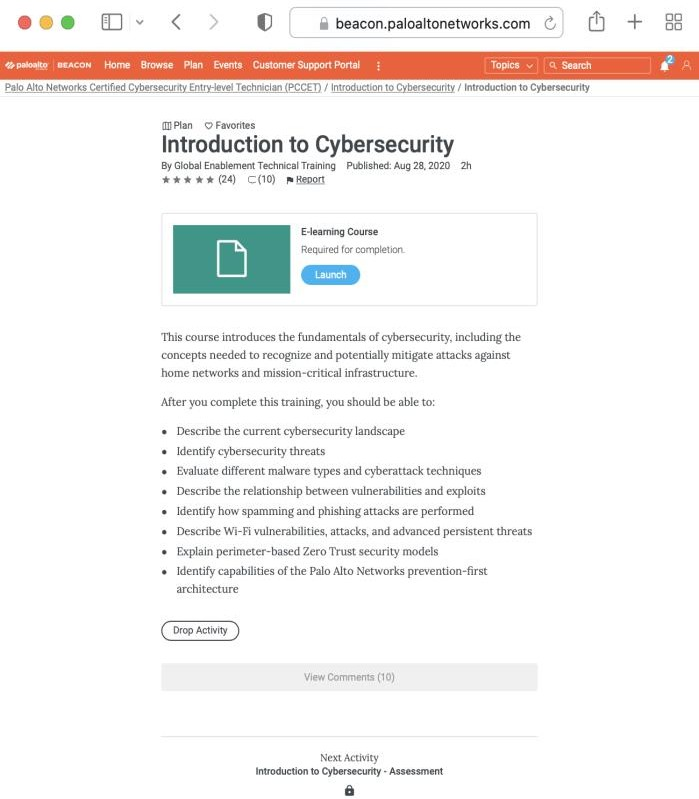 beacon.paloaltonetworks.com
paloalto BEACON Home Browse Plan Events Customer Support Portal Topics Search 2
Palo Alto Networks Certified Cybersecurity Entry-level Technician (PCCET) / Introduction to Cybersecurity / Introduction to Cybersecurity
Plan Favorites
Introduction to Cybersecurity
By Global Enablement Technical Training Published: Aug 28, 2020 2h
(24) (10) Report
E-learning Course
Required for completion.
Launch
This course introduces the fundamentals of cybersecurity, including the
concepts needed to recognize and potentially mitigate attacks against
home networks and mission-critical infrastructure.
After you complete this training, you should be able to:
• Describe the current cybersecurity landscape
• Identify cybersecurity threats
• Evaluate different malware types and cyberattack techniques
• Describe the relationship between vulnerabilities and exploits
• Identify how spamming and phishing attacks are performed
• Describe Wi-Fi vulnerabilities, attacks, and advanced persistent threats
• Explain perimeter-based Zero Trust security models
• Identify capabilities of the Palo Alto Networks prevention-first
architecture
Drop Activity
View Comments (10)
Next Activity
Introduction to Cybersecurity - Assessment